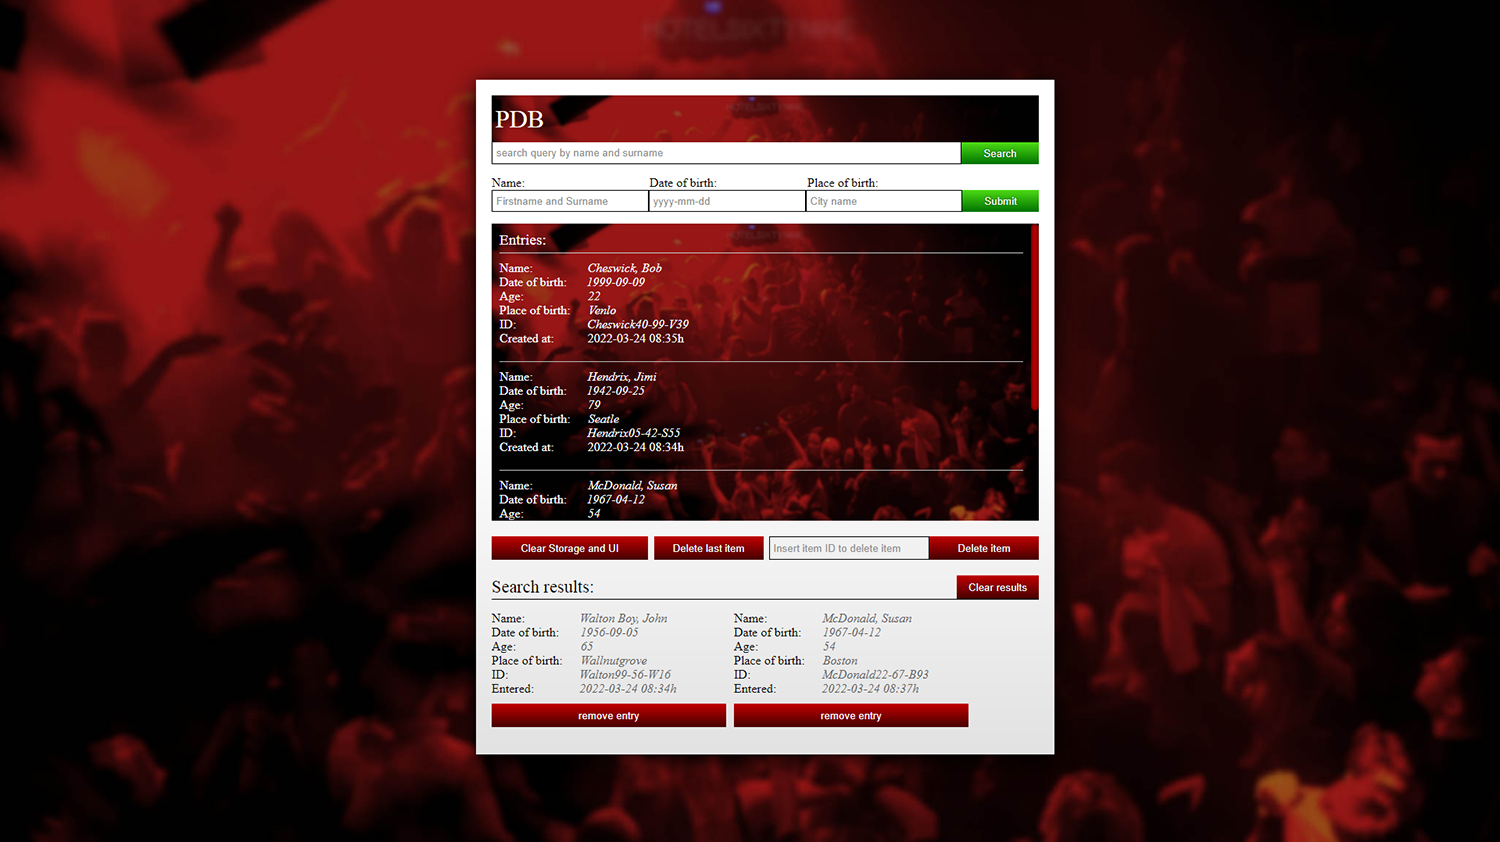 HOTELSIXTYNINE
PDB
search query by name and surname
Search
Name: Date of birth: Place of birth:
Firstname and Surname yyyy-mm-dd City name Submit
Entries:
Name: Cheswick, Bob
Date of birth: 1999-09-09
Age: 22
Place of birth: Venlo
ID: Cheswick40-99-V39
Created at: 2022-03-24 08:35h
Name: Hendrix, Jimi
Date of birth: 1942-09-25
Age: 79
Place of birth: Seatle
ID: Hendrix05-42-S55
Created at: 2022-03-24 08:34h
Name: McDonald, Susan
Date of birth: 1967-04-12
Age: 54
Clear Storage and UI Delete last item Insert item ID to delete item Delete item
Search results: Clear results
Name: Walton Boy, John
Date of birth: 1956-09-05
Age: 65
Place of birth: Wallnutgrove
ID: Walton99-56-W16
Entered: 2022-03-24 08:34h
remove entry
Name: McDonald, Susan
Date of birth: 1967-04-12
Age: 54
Place of birth: Boston
ID: McDonald22-67-B93
Entered: 2022-03-24 08:37h
remove entry